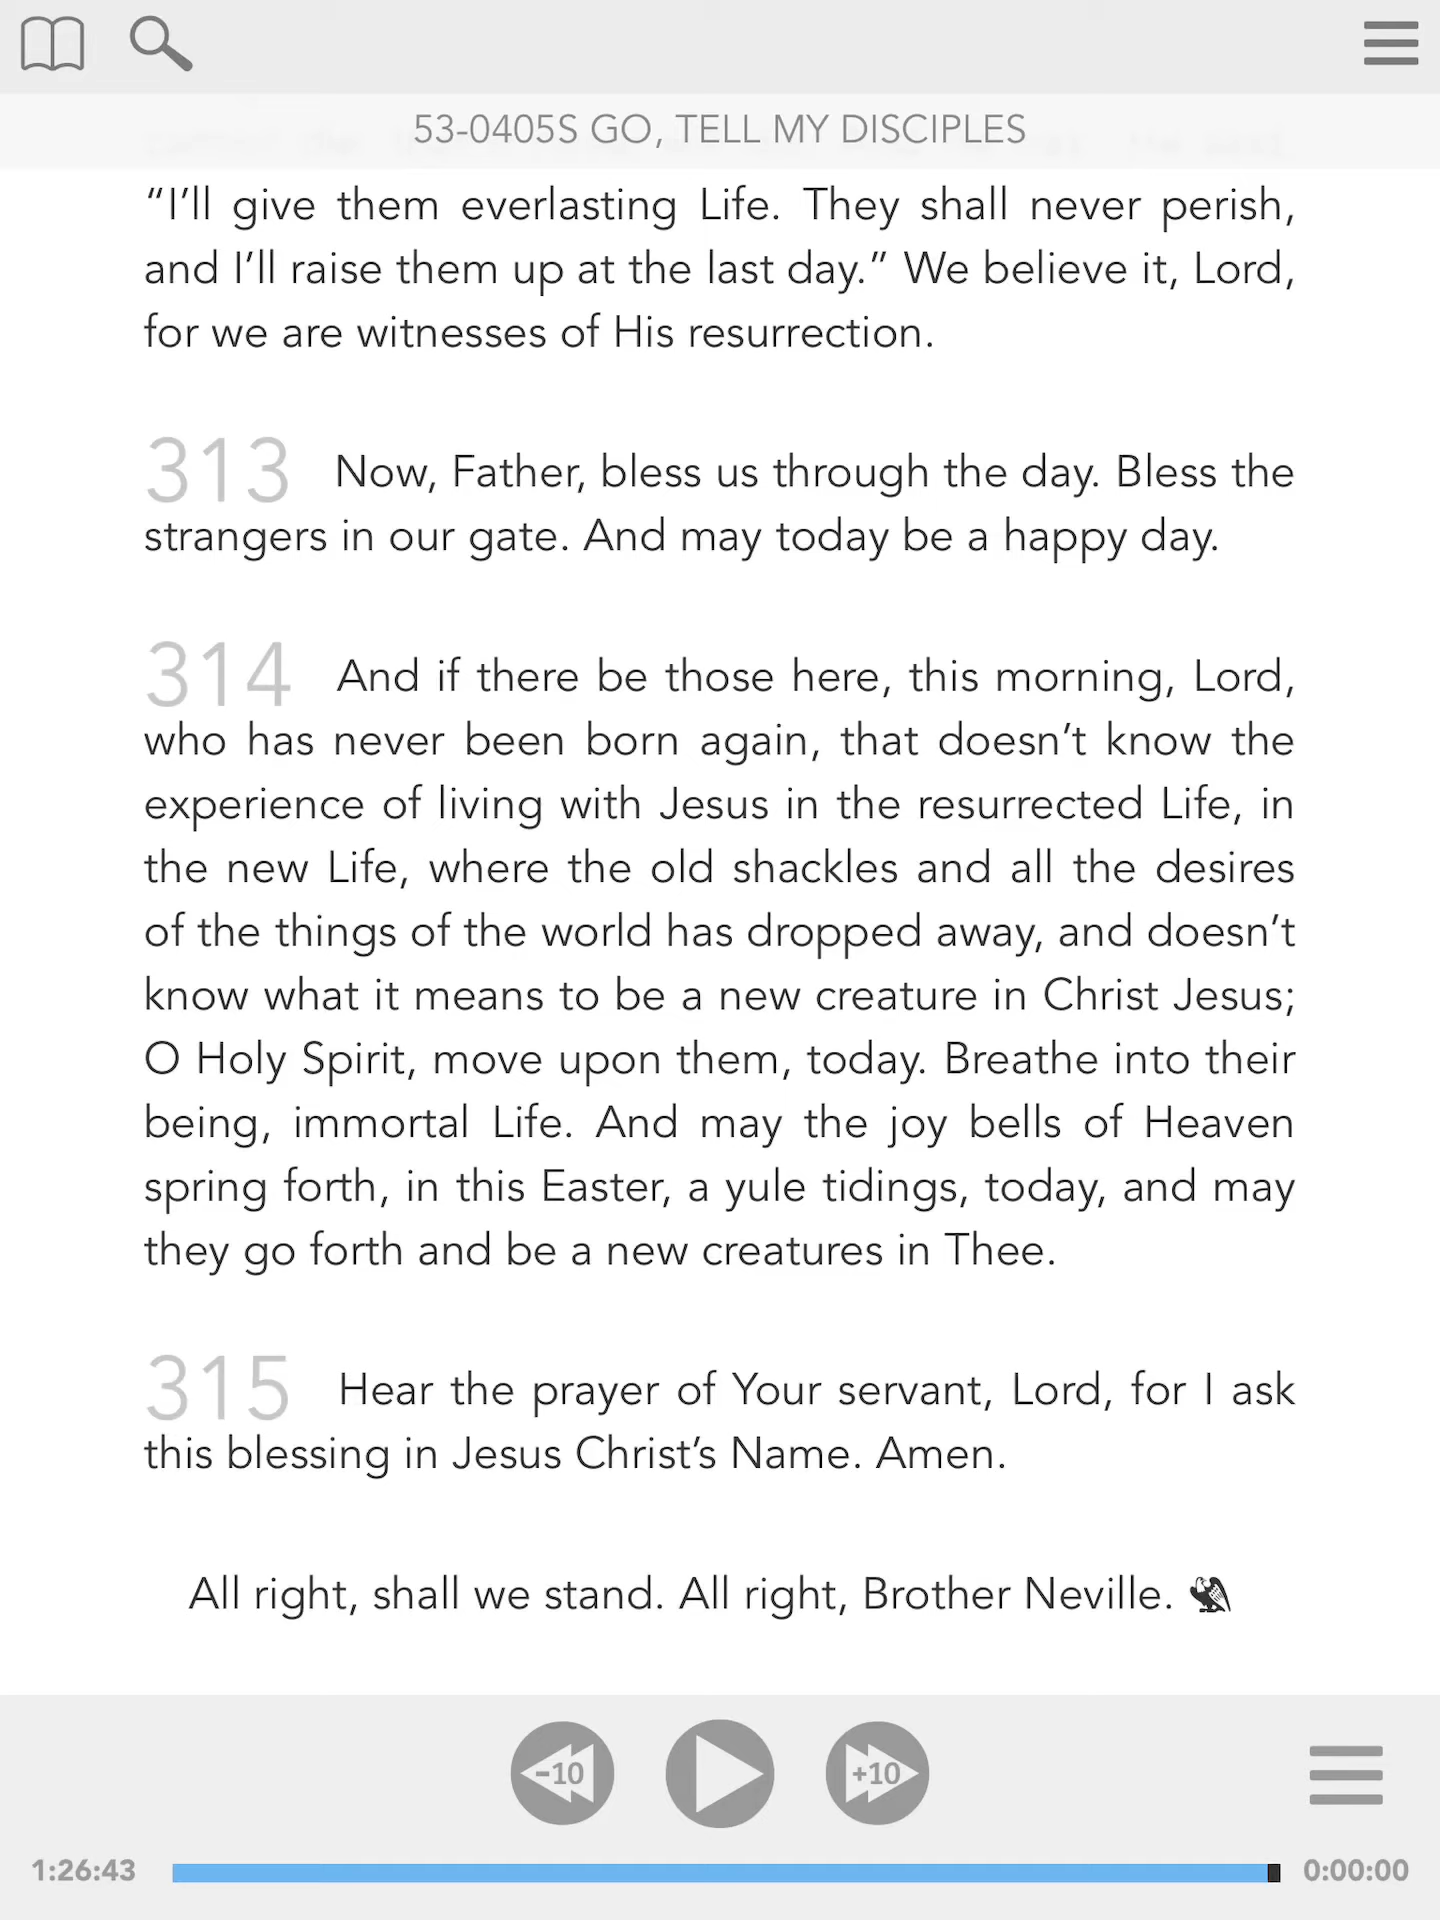 53-0405S GO, TELL MY DISCIPLES
“I’ll give them everlasting Life. They shall never perish,
and I’ll raise them up at the last day.” We believe it, Lord,
for we are witnesses of His resurrection.
313 Now, Father, bless us through the day. Bless the
strangers in our gate. And may today be a happy day.
314 And if there be those here, this morning, Lord,
who has never been born again, that doesn’t know the
experience of living with Jesus in the resurrected Life, in
the new Life, where the old shackles and all the desires
of the things of the world has dropped away, and doesn’t
know what it means to be a new creature in Christ Jesus;
O Holy Spirit, move upon them, today. Breathe into their
being, immortal Life. And may the joy bells of Heaven
spring forth, in this Easter, a yule tidings, today, and may
they go forth and be a new creatures in Thee.
315 Hear the prayer of Your servant, Lord, for I ask
this blessing in Jesus Christ’s Name. Amen.
All right, shall we stand. All right, Brother Neville.
-10 +10
1:26:43 0:00:00